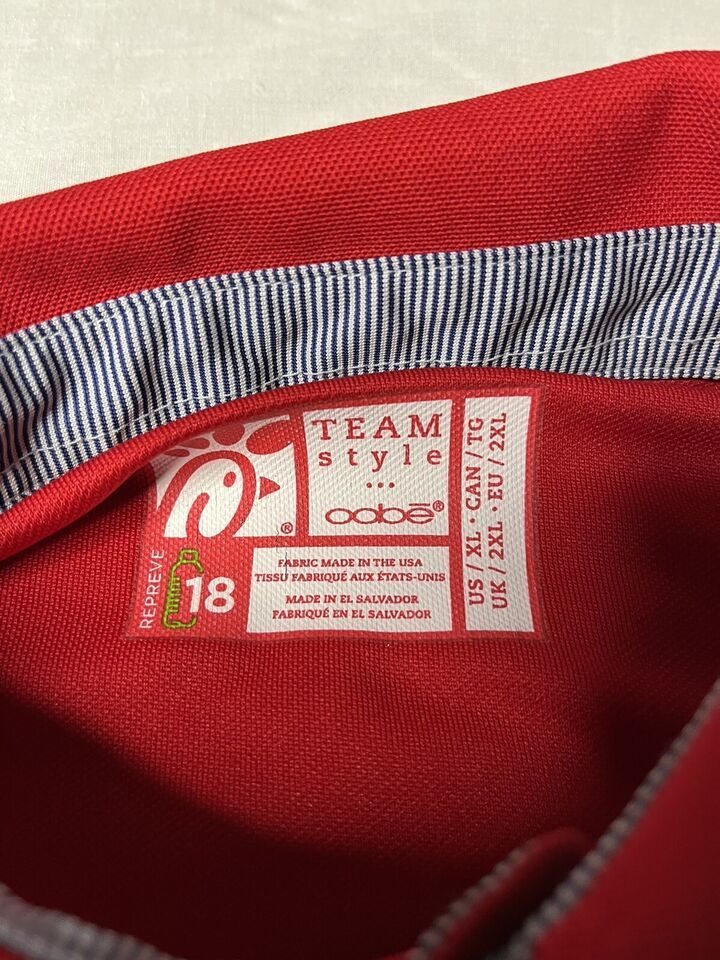 TEAM
style
...
oobē®
®
REPREVE
18
FABRIC MADE IN THE USA
TISSU FABRIQUÉ AUX ÉTATS-UNIS
MADE IN EL SALVADOR
FABRIQUÉ EN EL SALVADOR
US / XL · CAN / TG
UK / 2XL · EU / 2XL